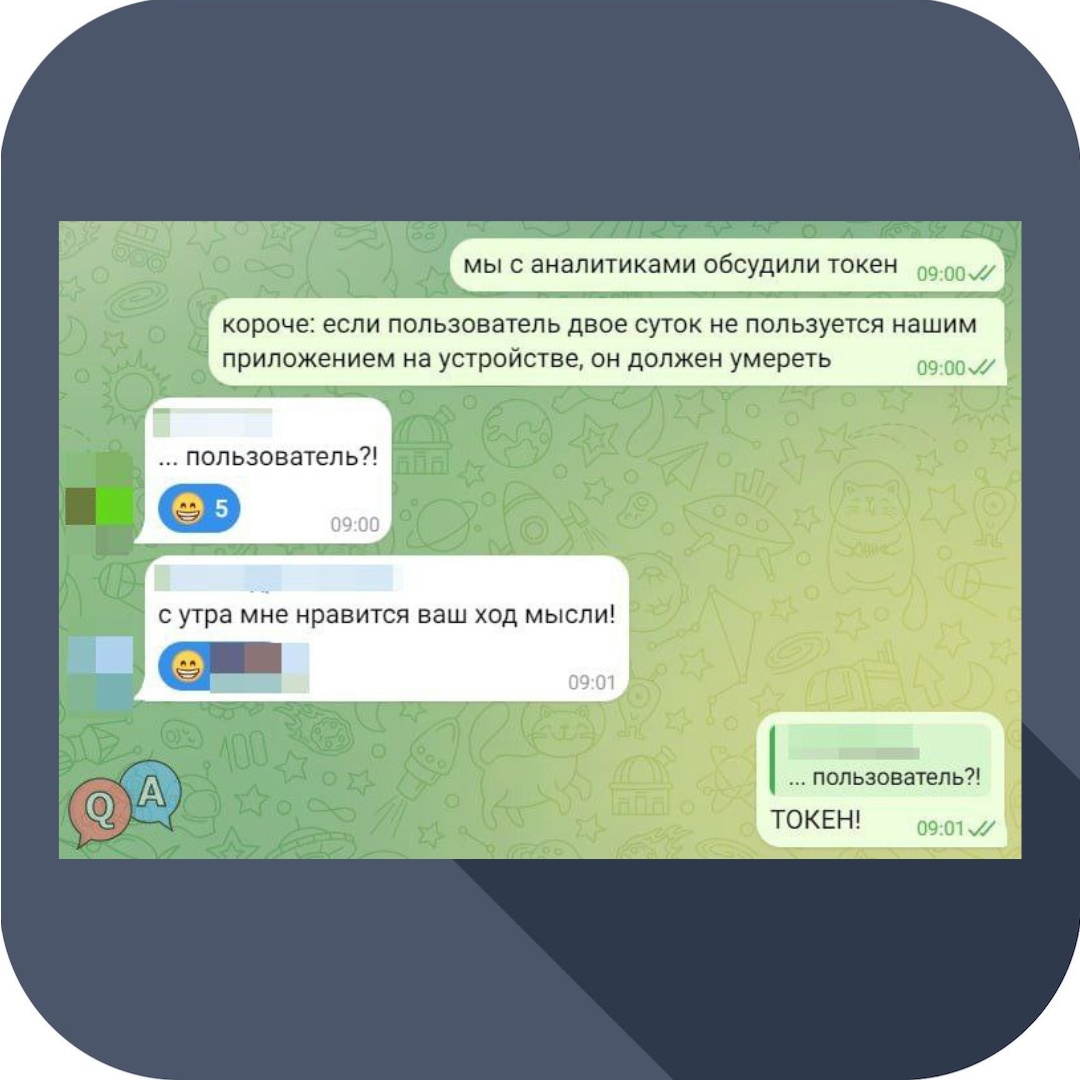 мы с аналитиками обсудили токен
09:00
короче: если пользователь двое суток не пользуется нашим
приложением на устройстве, он должен умереть
09:00
... пользователь?!
5
09:00
с утра мне нравится ваш ход мысли!
09:01
... пользователь?!
ТОКЕН!
09:01
Q A